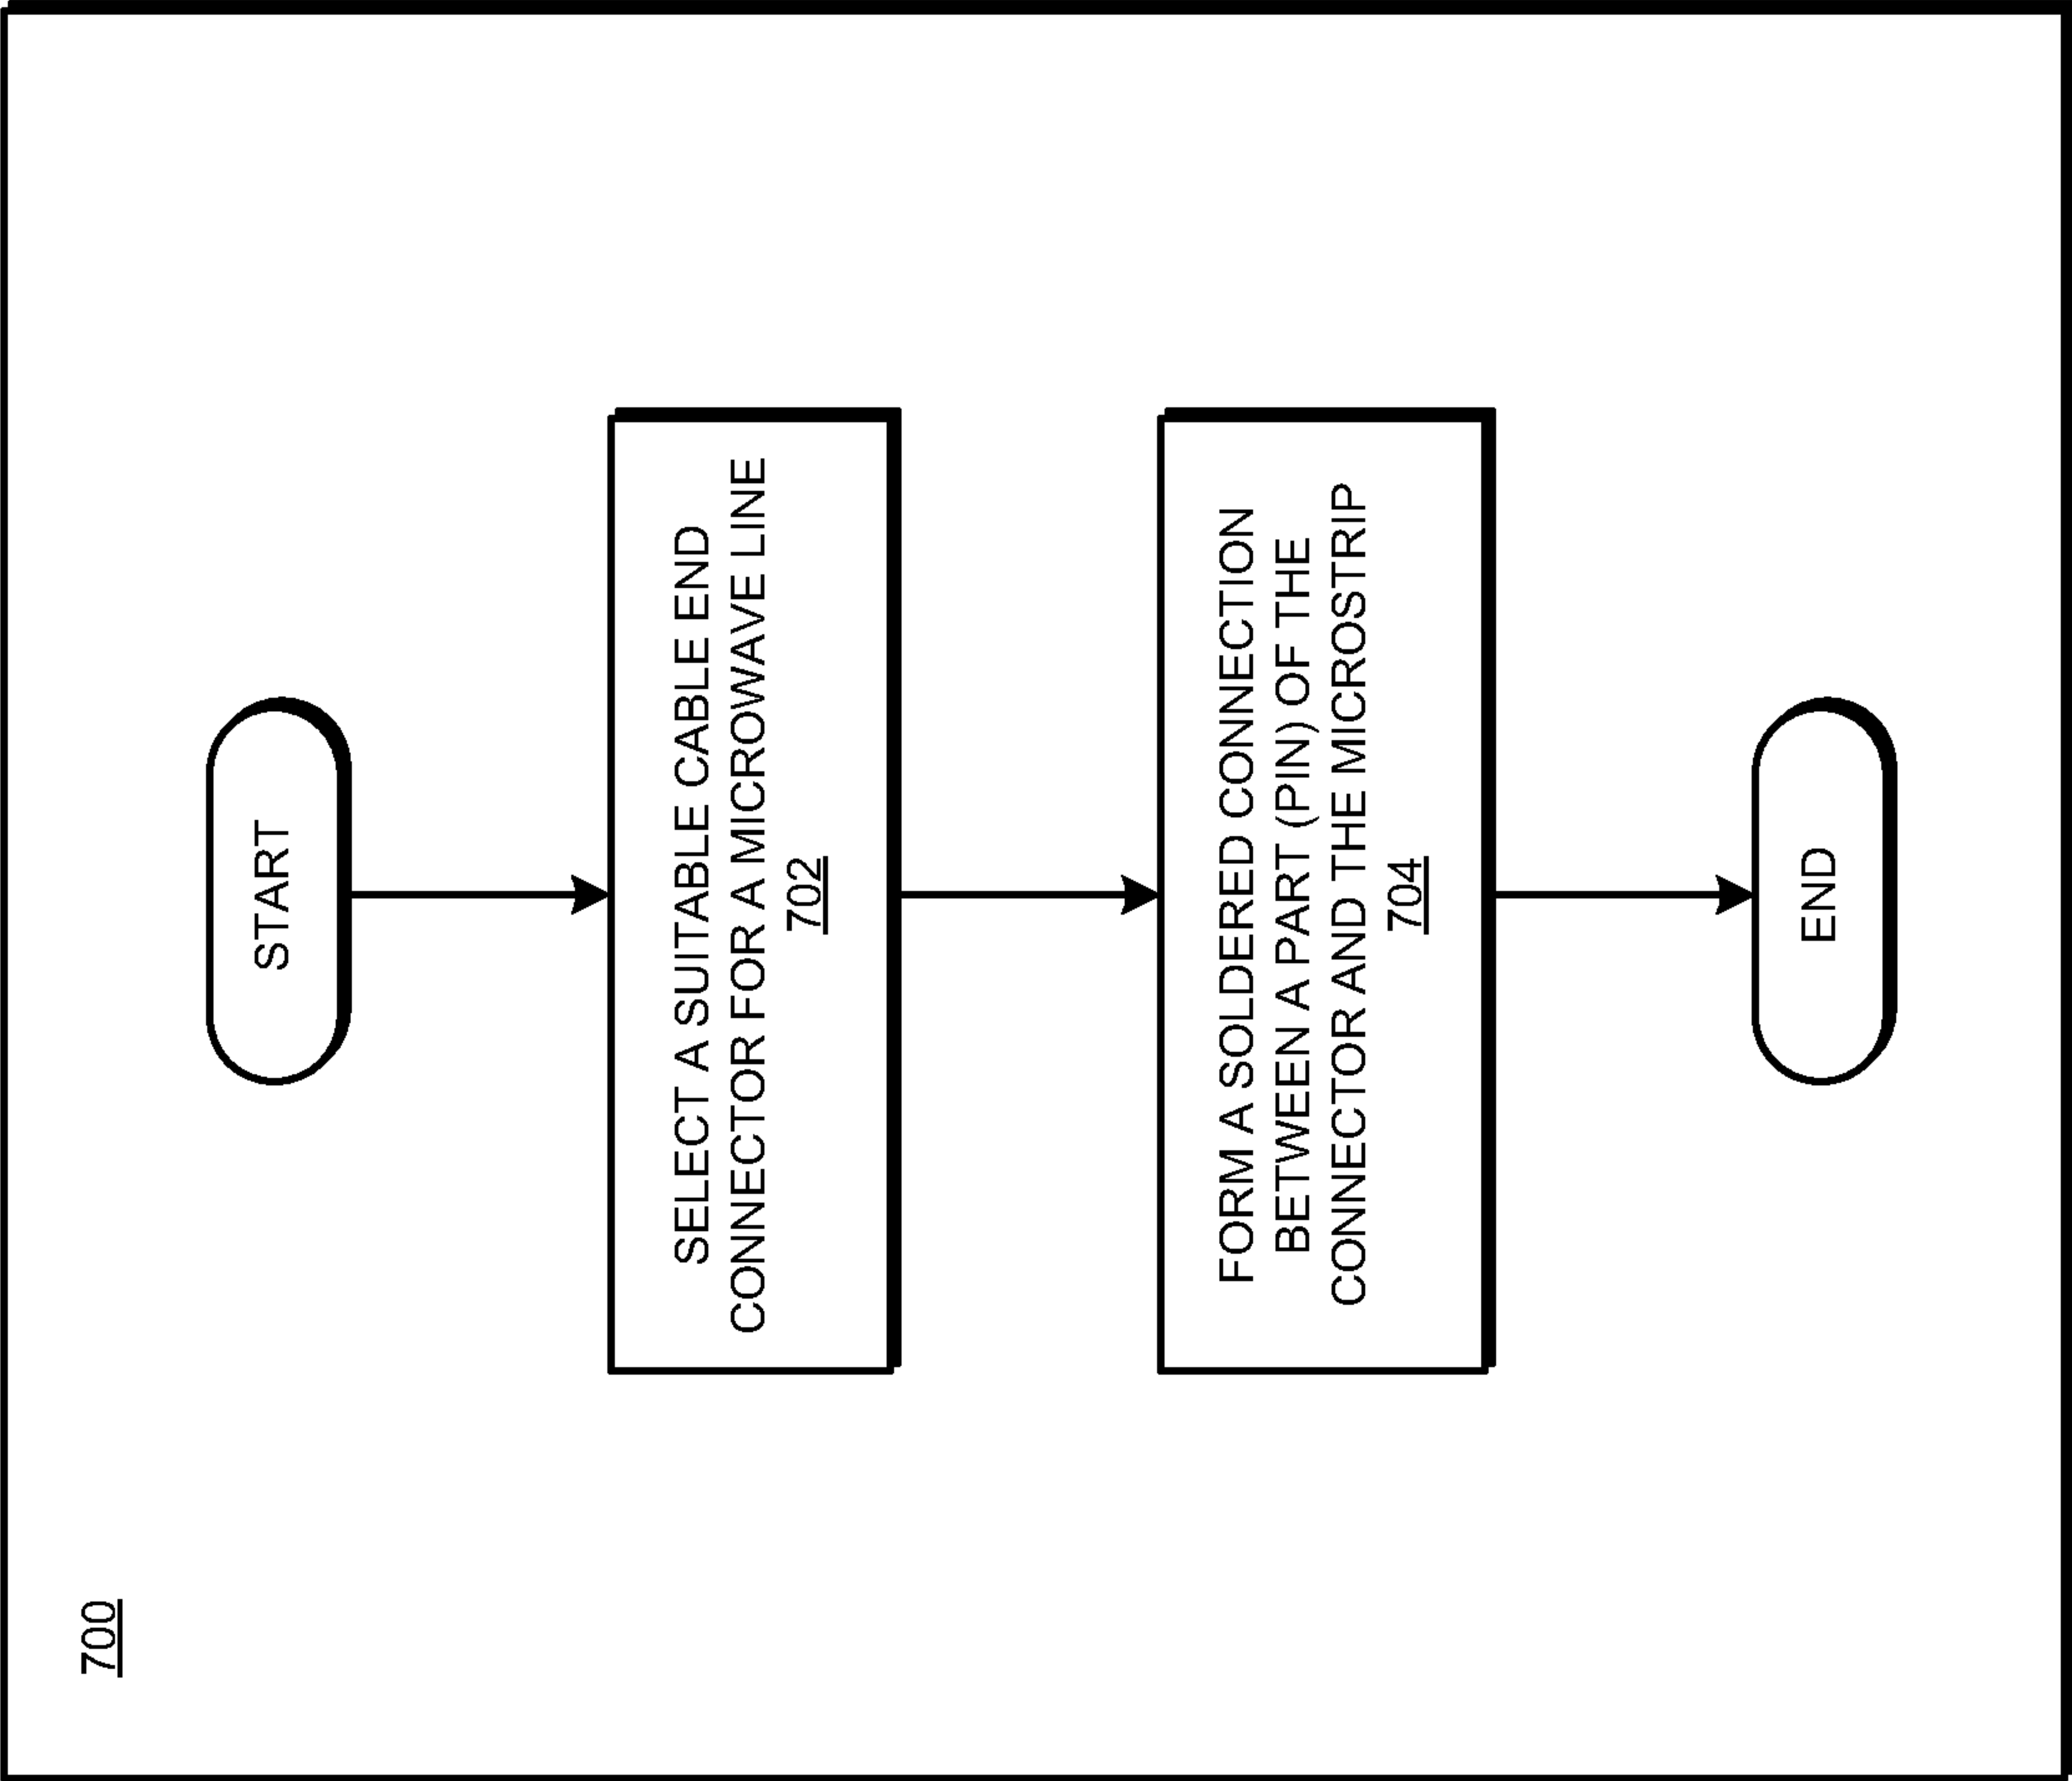 700
START
SELECT A SUITABLE CABLE END
CONNECTOR FOR A MICROWAVE LINE
702
FORM A SOLDERED CONNECTION
BETWEEN A PART (PIN) OF THE
CONNECTOR AND THE MICROSTRIP
704
END